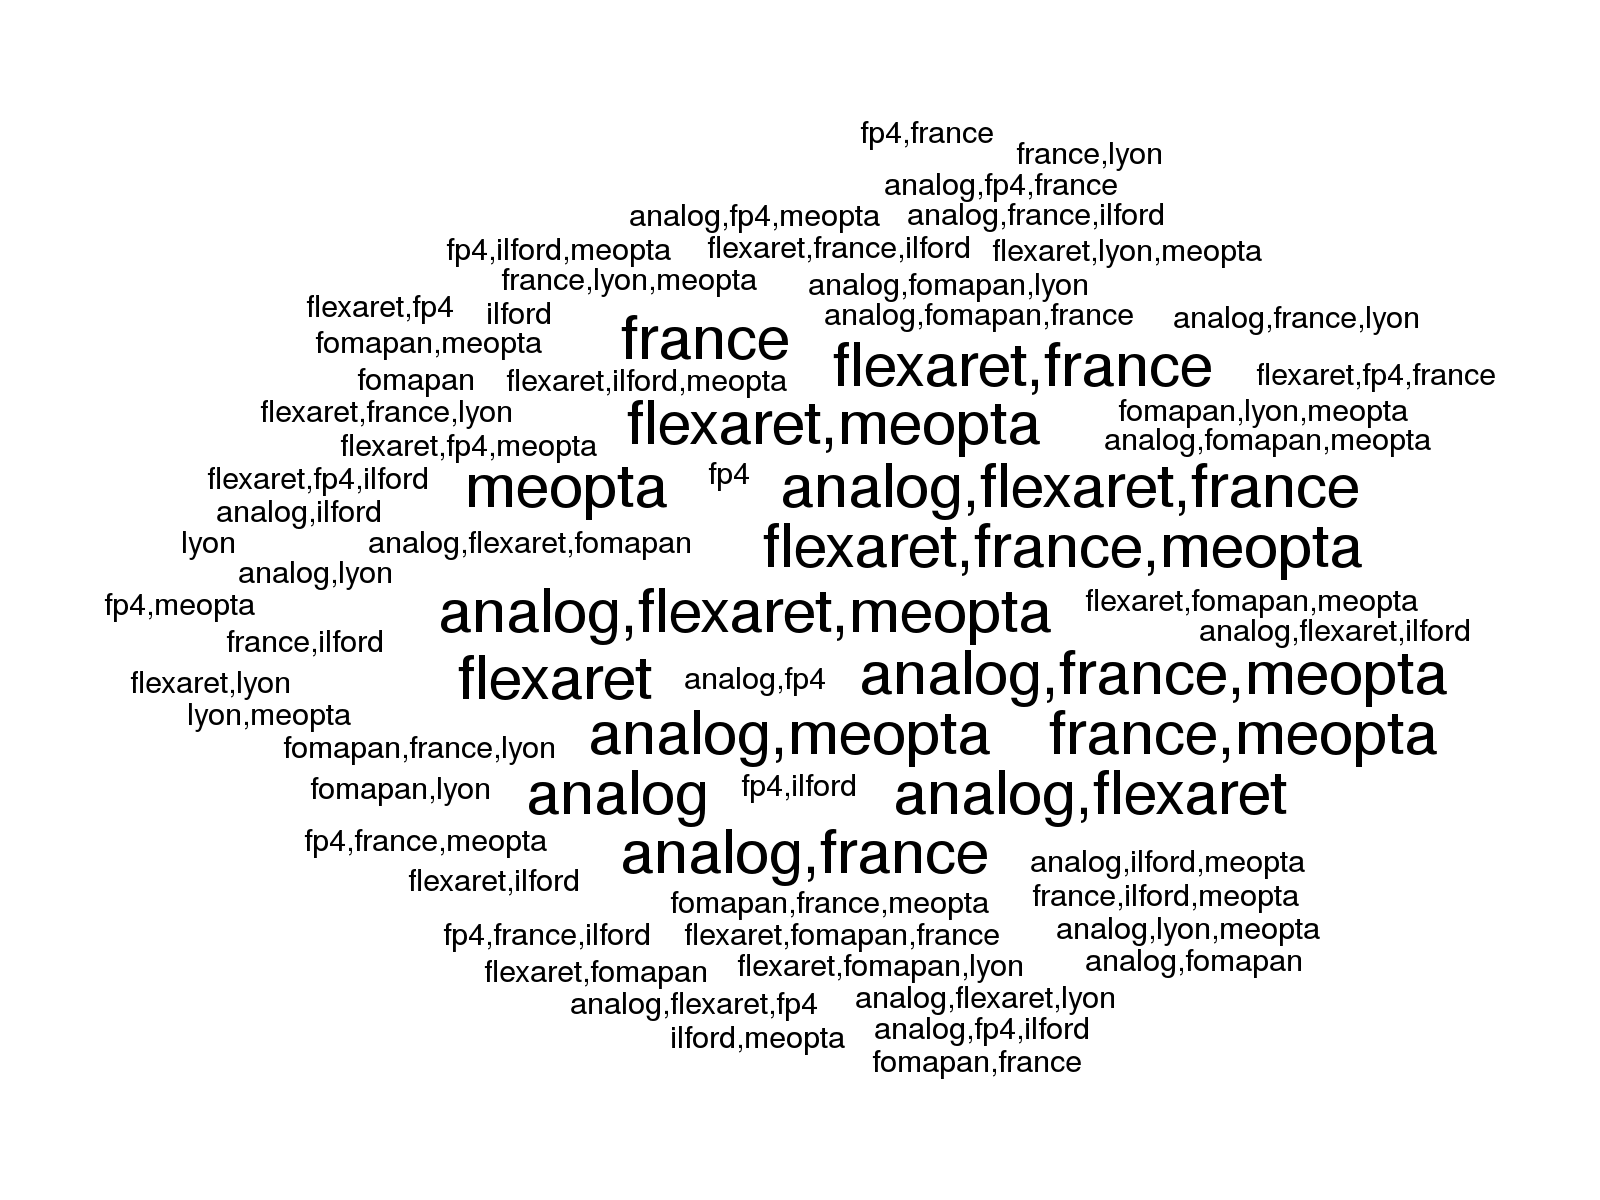 fp4,france
france,lyon
analog,fp4,france
analog,fp4,meopta analog,france,ilford
fp4,ilford,meopta flexaret,france,ilford flexaret,lyon,meopta
france,lyon,meopta analog,fomapan,lyon
flexaret,fp4 ilford analog,fomapan,france analog,france,lyon
fomapan,meopta france
flexaret,france flexaret,fp4,france
fomapan flexaret,ilford,meopta
flexaret,france,lyon flexaret,meopta fomapan,lyon,meopta
flexaret,fp4,meopta analog,fomapan,meopta
flexaret,fp4,ilford meopta fp4 analog,flexaret,france
analog,ilford
lyon analog,flexaret,fomapan flexaret,france,meopta
analog,lyon
fp4,meopta analog,flexaret,meopta flexaret,fomapan,meopta
france,ilford analog,flexaret,ilford
flexaret,lyon flexaret analog,fp4 analog,france,meopta
lyon,meopta
fomapan,france,lyon analog,meopta france,meopta
fomapan,lyon analog fp4,ilford analog,flexaret
fp4,france,meopta analog,france analog,ilford,meopta
flexaret,ilford
fomapan,france,meopta france,ilford,meopta
fp4,france,ilford flexaret,fomapan,france analog,lyon,meopta
flexaret,fomapan flexaret,fomapan,lyon analog,fomapan
analog,flexaret,fp4 analog,flexaret,lyon
ilford,meopta analog,fp4,ilford
fomapan,france